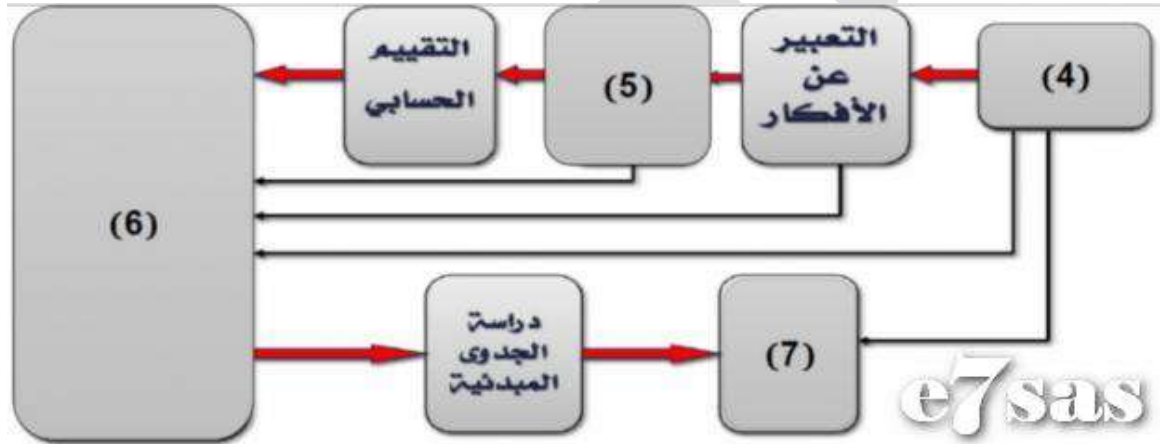 (4)
التعبير
عن
الأفكار
(5)
التقييم
الحسابي
(6)
دراسة
الجدوى
المبدئية
(7)
e7sas